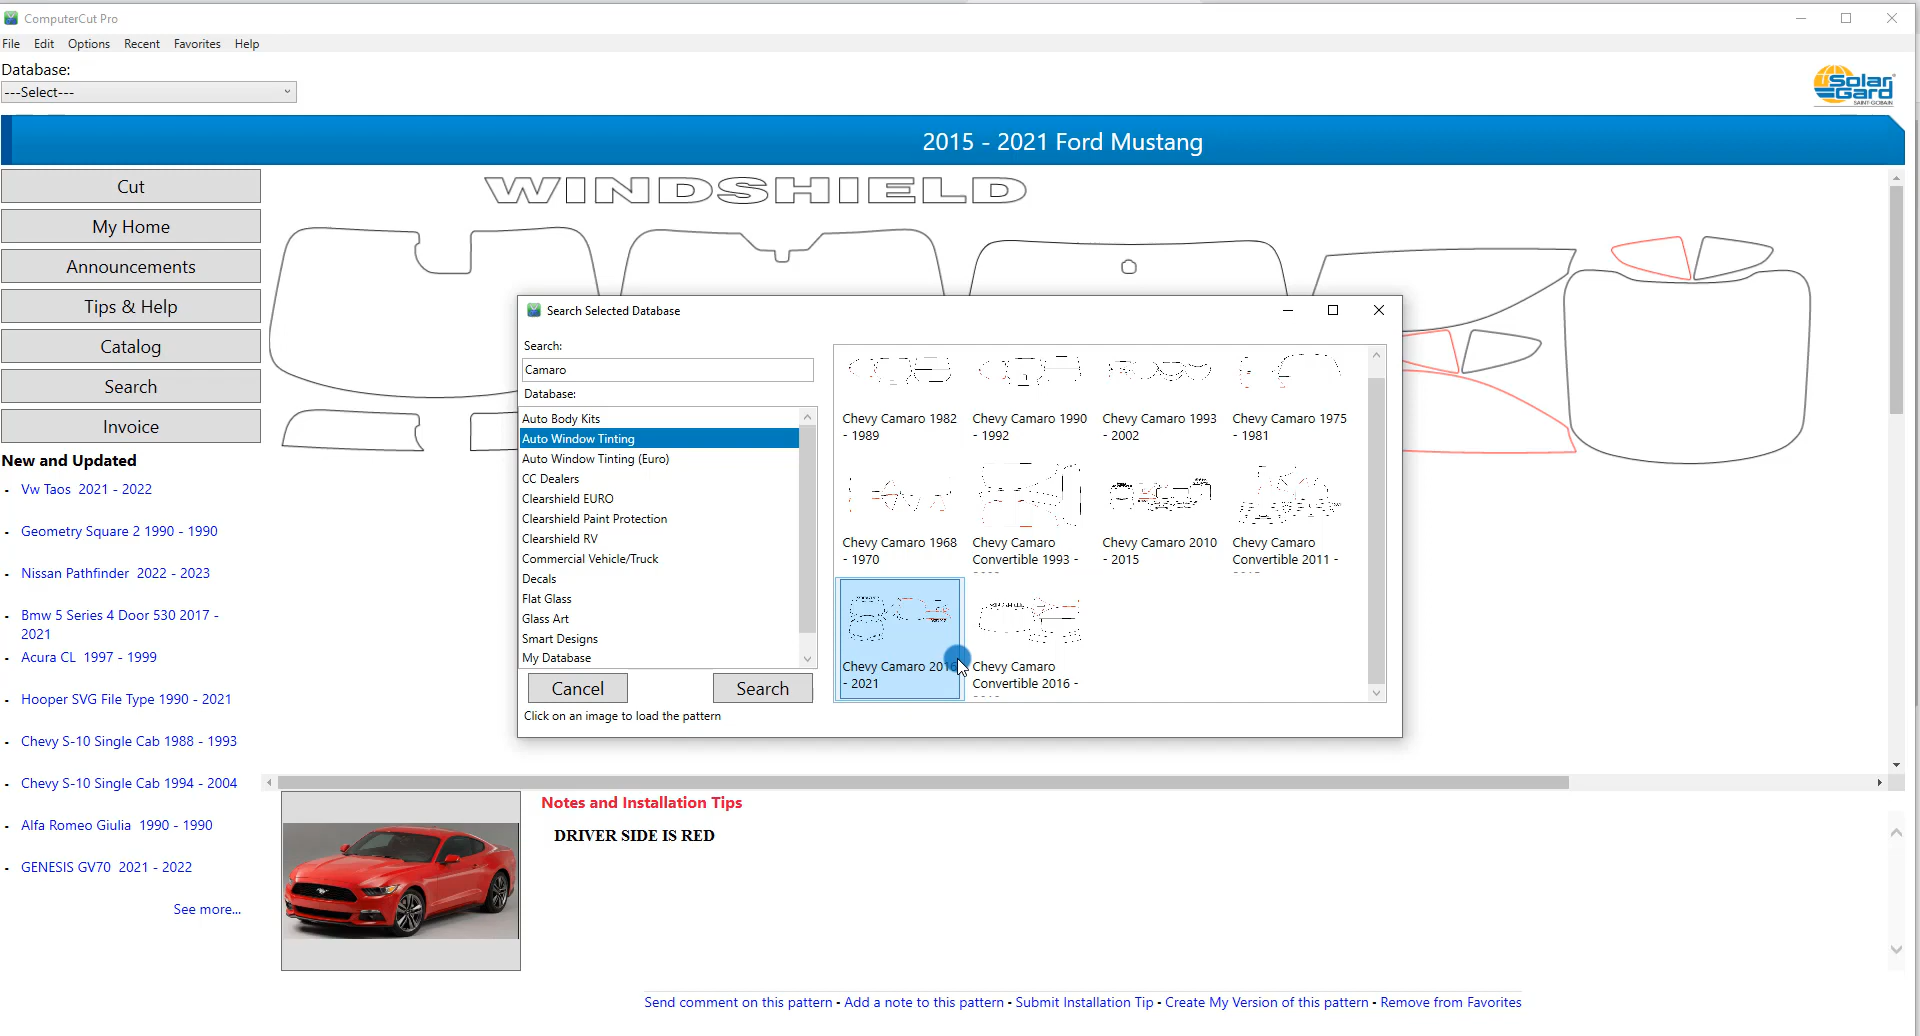 ComputerCut Pro
File Edit Options Recent Favorites Help
Database:
---Select---
Solar Gard
SAINT-GOBAIN
2015 - 2021 Ford Mustang
Cut
My Home
Announcements
Tips & Help
Catalog
Search
Invoice
New and Updated
Vw Taos 2021 - 2022
Geometry Square 2 1990 - 1990
Nissan Pathfinder 2022 - 2023
Bmw 5 Series 4 Door 530 2017 -
2021
Acura CL 1997 - 1999
Hooper SVG File Type 1990 - 2021
Chevy S-10 Single Cab 1988 - 1993
Chevy S-10 Single Cab 1994 - 2004
Alfa Romeo Giulia 1990 - 1990
GENESIS GV70 2021 - 2022
See more...
WINDSHIELD
Search Selected Database
Search:
Camaro
Database:
Auto Body Kits
Auto Window Tinting
Auto Window Tinting (Euro)
CC Dealers
Clearshield EURO
Clearshield Paint Protection
Clearshield RV
Commercial Vehicle/Truck
Decals
Flat Glass
Glass Art
Smart Designs
My Database
Cancel
Search
Click on an image to load the pattern
Chevy Camaro 1982
- 1989
Chevy Camaro 1990
- 1992
Chevy Camaro 1993
- 2002
Chevy Camaro 1975
- 1981
Chevy Camaro 1968
- 1970
Chevy Camaro
Convertible 1993 -
Chevy Camaro 2010
- 2015
Chevy Camaro
Convertible 2011 -
Chevy Camaro 2016
- 2021
Chevy Camaro
Convertible 2016 -
Notes and Installation Tips
DRIVER SIDE IS RED
Send comment on this pattern - Add a note to this pattern - Submit Installation Tip - Create My Version of this pattern - Remove from Favorites